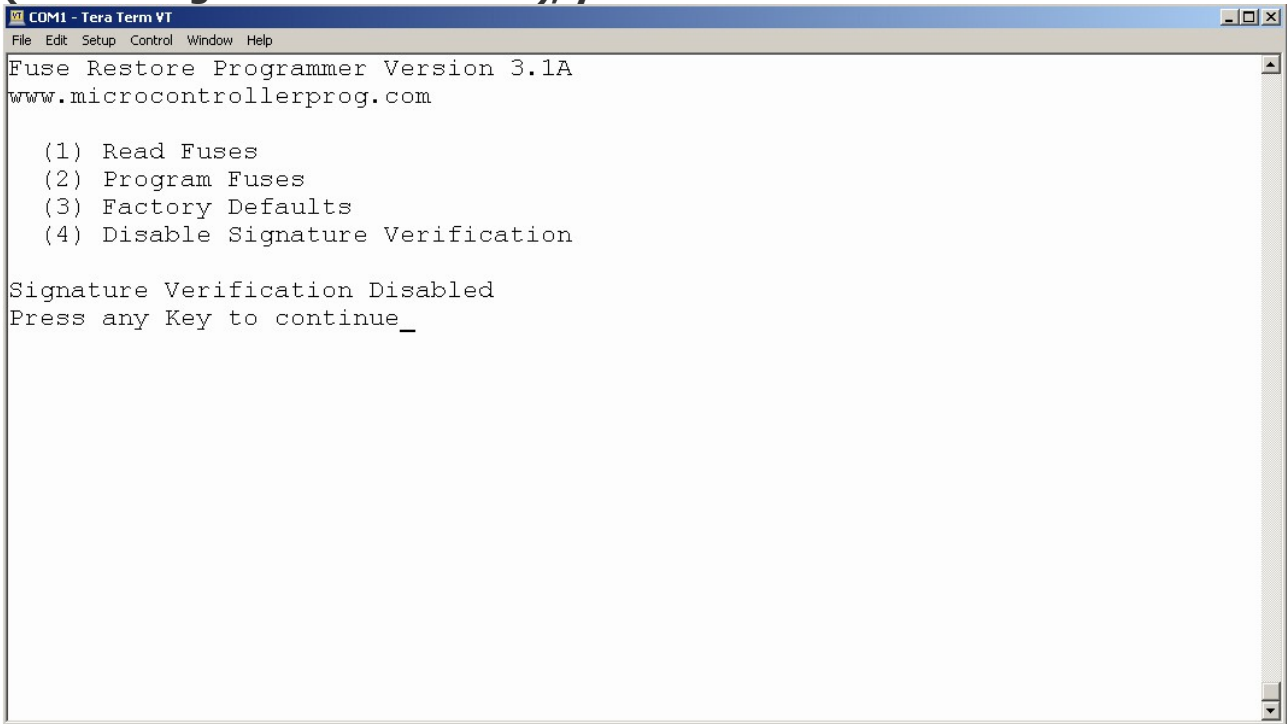 COM1 - Tera Term VT
File Edit Setup Control Window Help
Fuse Restore Programmer Version 3.1A
www.microcontrollerprog.com
(1) Read Fuses
(2) Program Fuses
(3) Factory Defaults
(4) Disable Signature Verification
Signature Verification Disabled
Press any Key to continue_